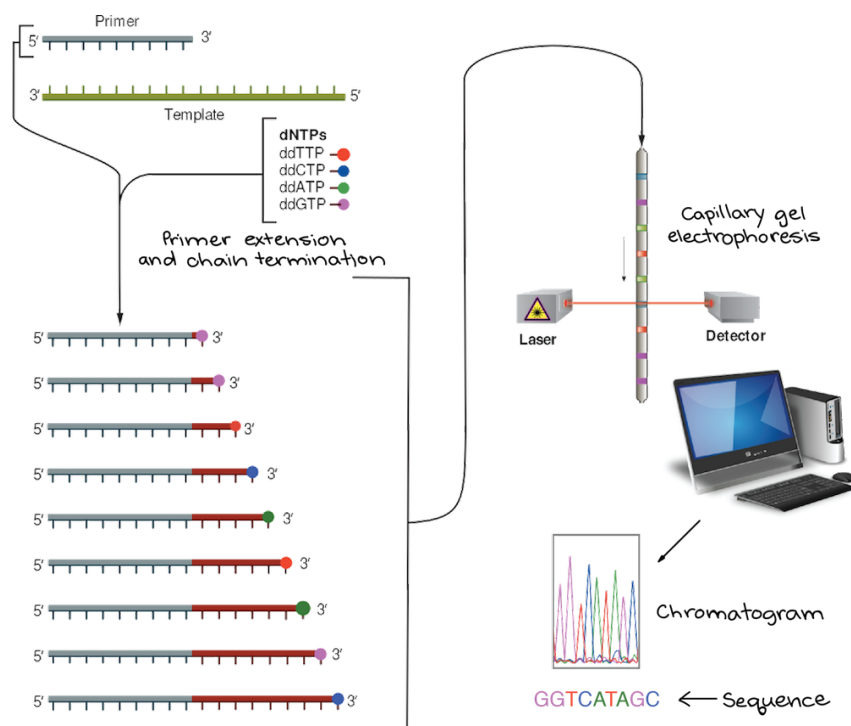 Primer
5′ 3′
3′ 5′
Template
dNTPs
ddTTP
ddCTP
ddATP
ddGTP
Primer extension
and chain termination
5′ 3′
5′ 3′
5′ 3′
5′ 3′
5′ 3′
5′ 3′
5′ 3′
5′ 3′
5′ 3′
Capillary gel
electrophoresis
Laser
Detector
Chromatogram
GGTCATAGC
Sequence